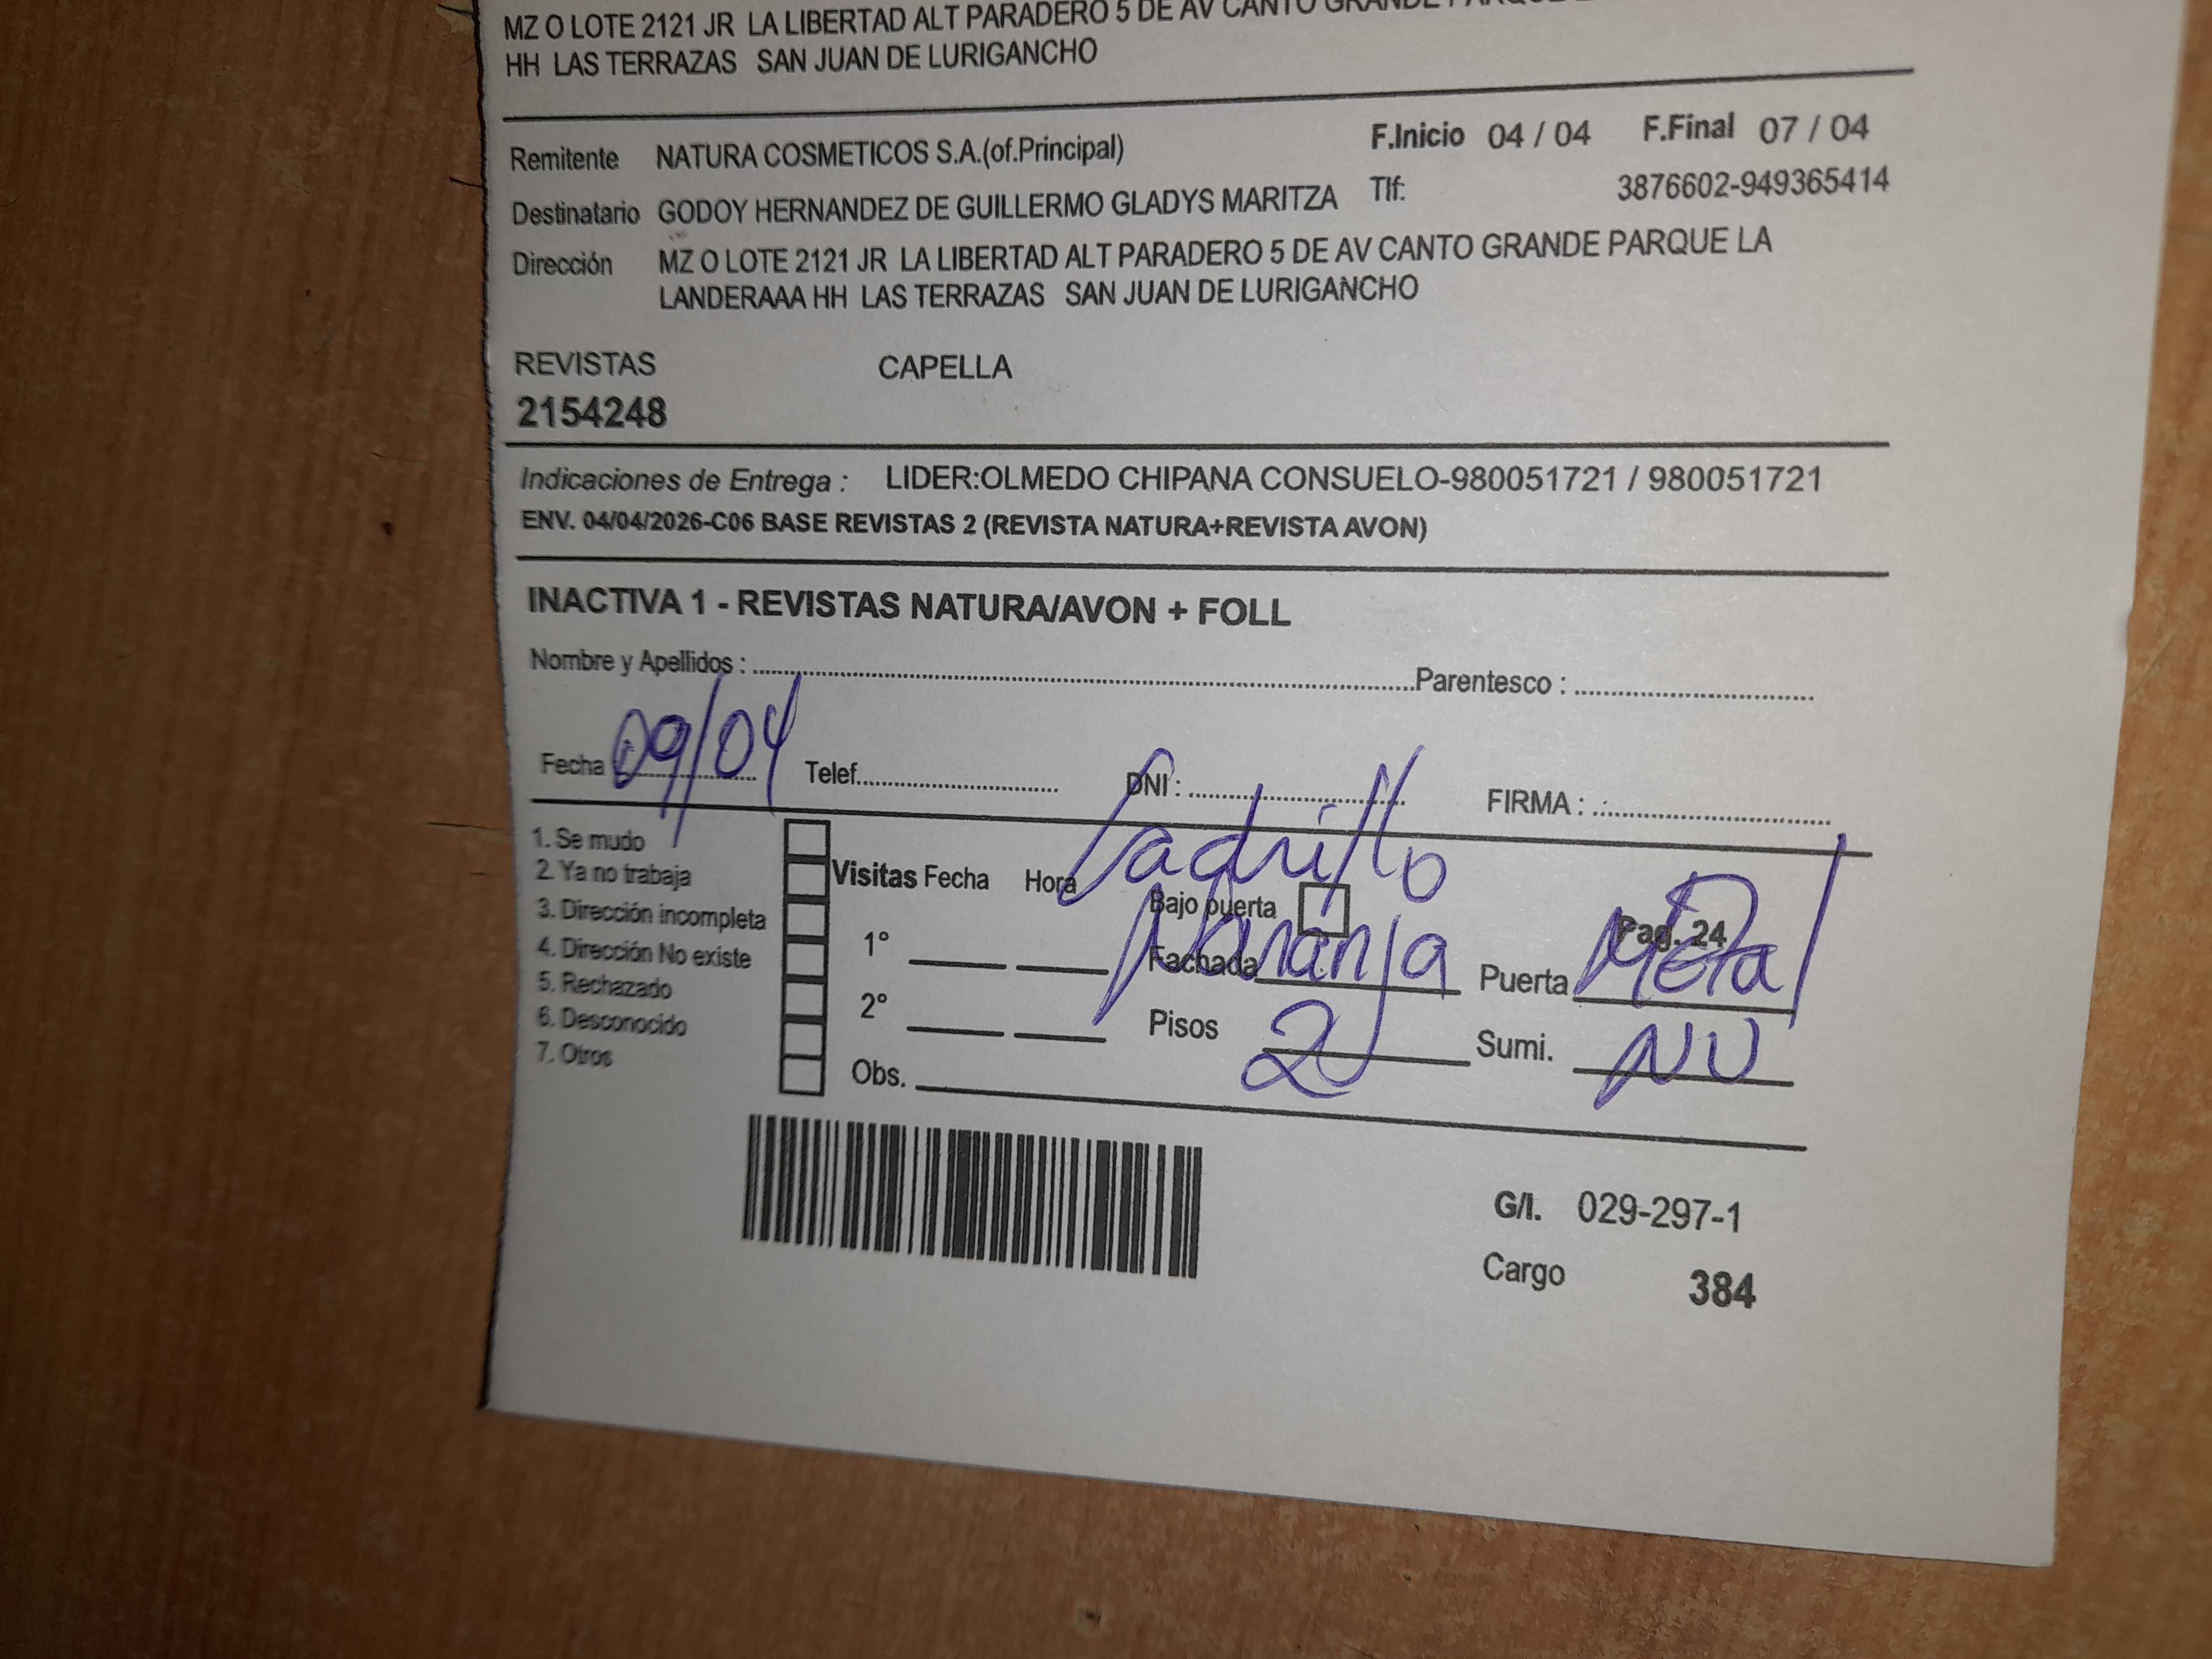 MZ O LOTE 2121 JR LA LIBERTAD ALT PARADERO 5 DE AV CANTO GRANDE PARQUE
HH LAS TERRAZAS SAN JUAN DE LURIGANCHO
Remitente NATURA COSMETICOS S.A.(of.Principal) F.Inicio 04 / 04 F.Final 07 / 04
Destinatario GODOY HERNANDEZ DE GUILLERMO GLADYS MARITZA Tlf: 3876602-949365414
Dirección MZ O LOTE 2121 JR LA LIBERTAD ALT PARADERO 5 DE AV CANTO GRANDE PARQUE LA
LANDERAAA HH LAS TERRAZAS SAN JUAN DE LURIGANCHO
REVISTAS CAPELLA
2154248
Indicaciones de Entrega : LIDER:OLMEDO CHIPANA CONSUELO-980051721 / 980051721
ENV. 04/04/2026-C06 BASE REVISTAS 2 (REVISTA NATURA+REVISTA AVON)
INACTIVA 1 - REVISTAS NATURA/AVON + FOLL
Nombre y Apellidos : Parentesco :
Fecha 09/04 Telef. DNI : FIRMA :
1. Se mudo
2. Ya no trabaja
3. Dirección incompleta
4. Dirección No existe
5. Rechazado
6. Desconocido
7. Otros
Visitas Fecha Hora
1°
2°
Obs.
Ladrillo
Bajo puerta Pag. 24
Fachada Naranja Puerta Metal
Pisos 2 Sumi. NU
G/I. 029-297-1
Cargo 384